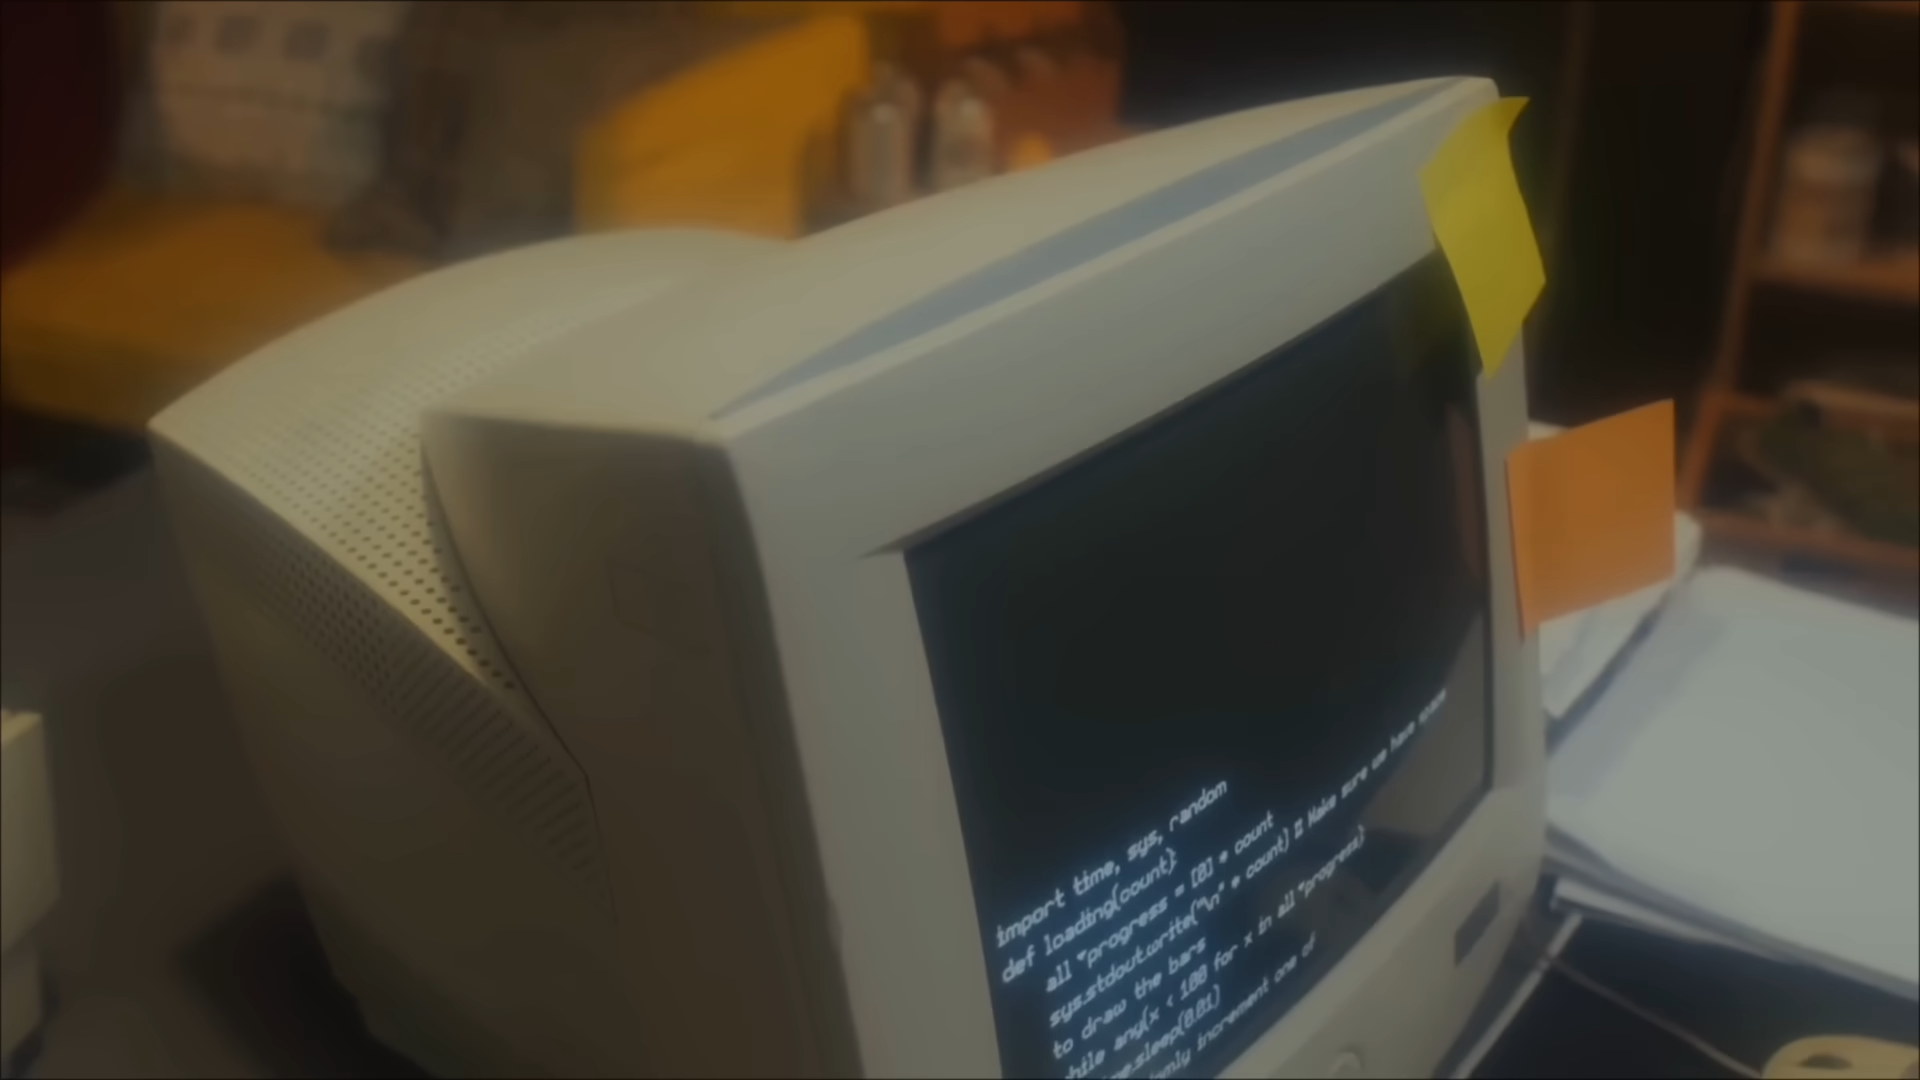 import time, sys, random
def loading(count):
all "progress = [0] * count
sys.stdout.write("\n" * count) # Make sure we have space
to draw the bars
while any(x < 100 for x in all "progress):
time.sleep(0.01)
randomly increment one of